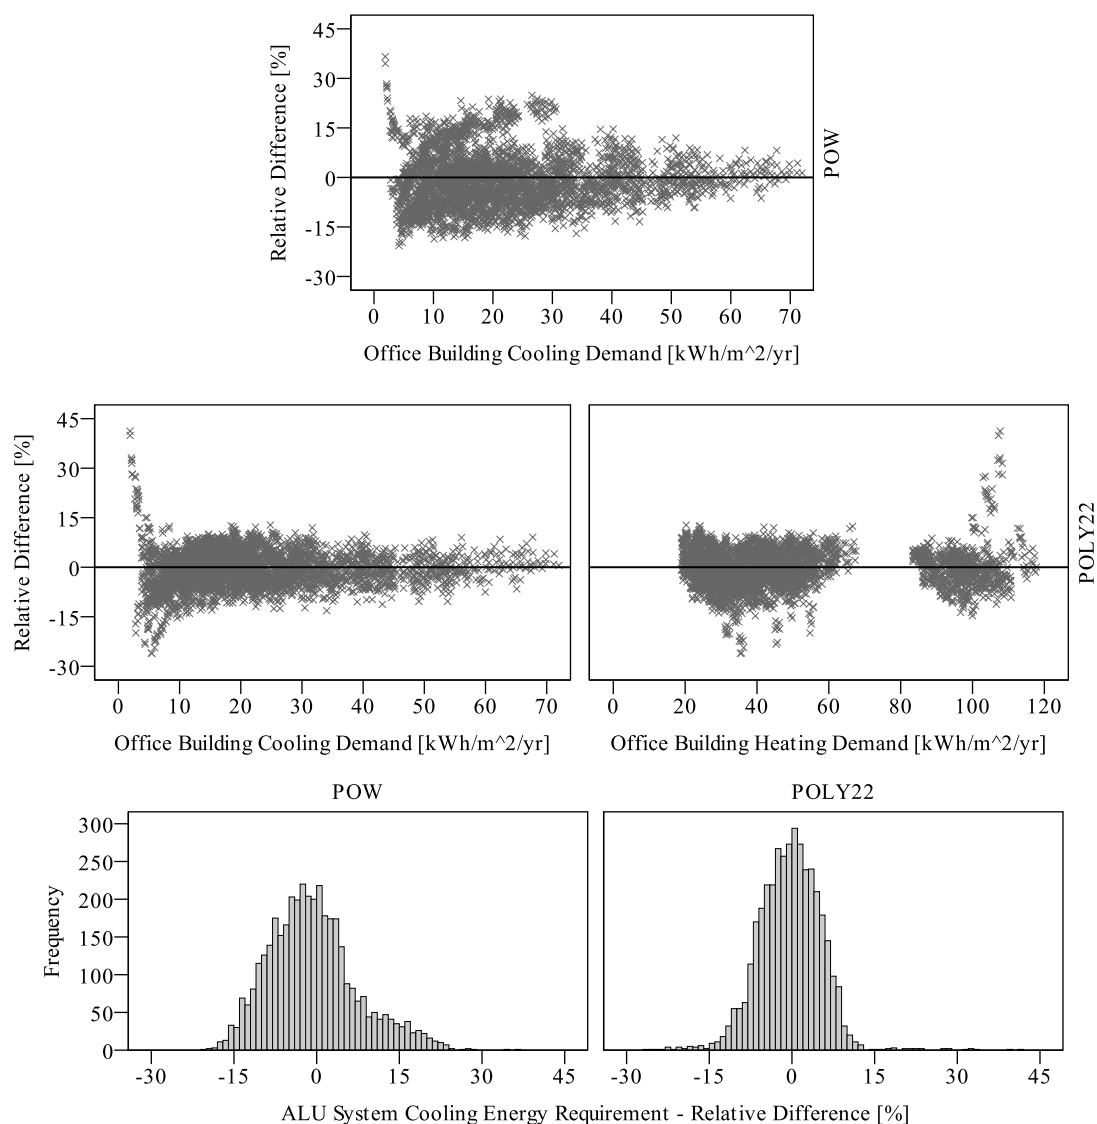 45
30
15
0
-15
-30
Relative Difference [%]
POW
0 10 20 30 40 50 60 70
Office Building Cooling Demand [kWh/m^2/yr]
45
30
15
0
-15
-30
Relative Difference [%]
POLY22
0 10 20 30 40 50 60 70
0 20 40 60 80 100 120
Office Building Cooling Demand [kWh/m^2/yr]
Office Building Heating Demand [kWh/m^2/yr]
POW
POLY22
300
250
200
150
100
50
0
Frequency
-30 -15 0 15 30 45
-30 -15 0 15 30 45
ALU System Cooling Energy Requirement - Relative Difference [%]